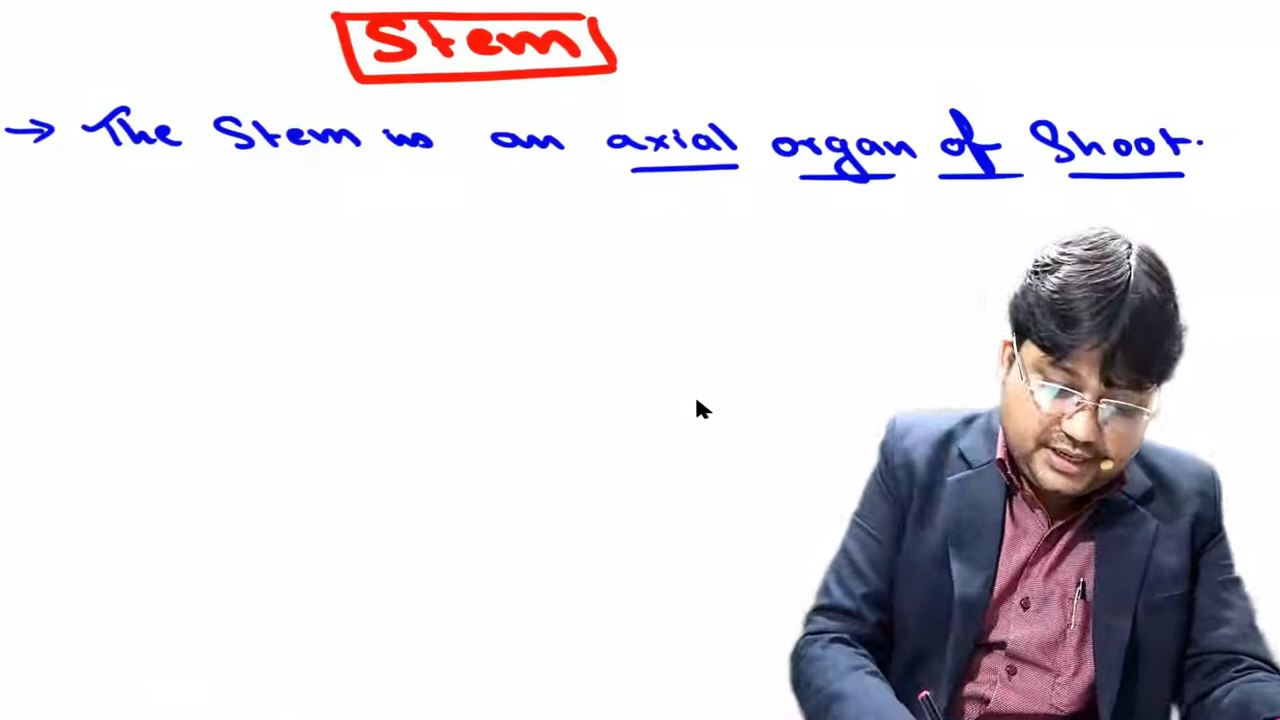 Stem
→ The Stem is an axial organ of Shoot.